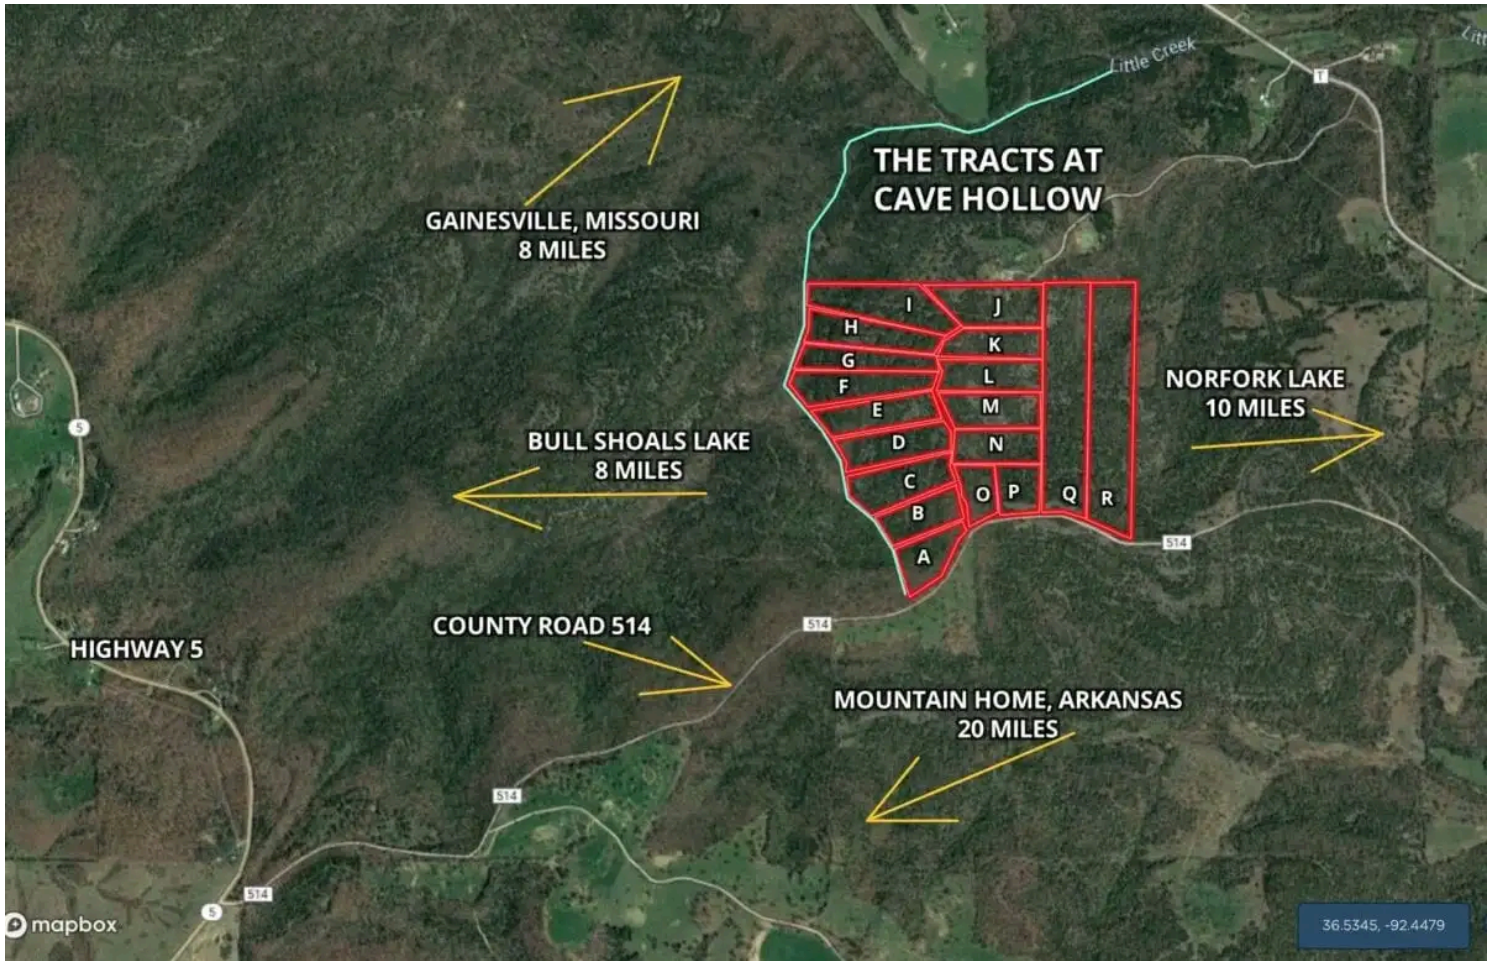 Little Creek
Litt
T
THE TRACTS AT
CAVE HOLLOW
GAINESVILLE, MISSOURI
8 MILES
I
J
H
K
G
L
F
E
M
D
N
C
O
P
Q
R
B
A
NORFORK LAKE
10 MILES
5
BULL SHOALS LAKE
8 MILES
514
COUNTY ROAD 514
514
HIGHWAY 5
MOUNTAIN HOME, ARKANSAS
20 MILES
514
514
5
mapbox
36.5345, -92.4479